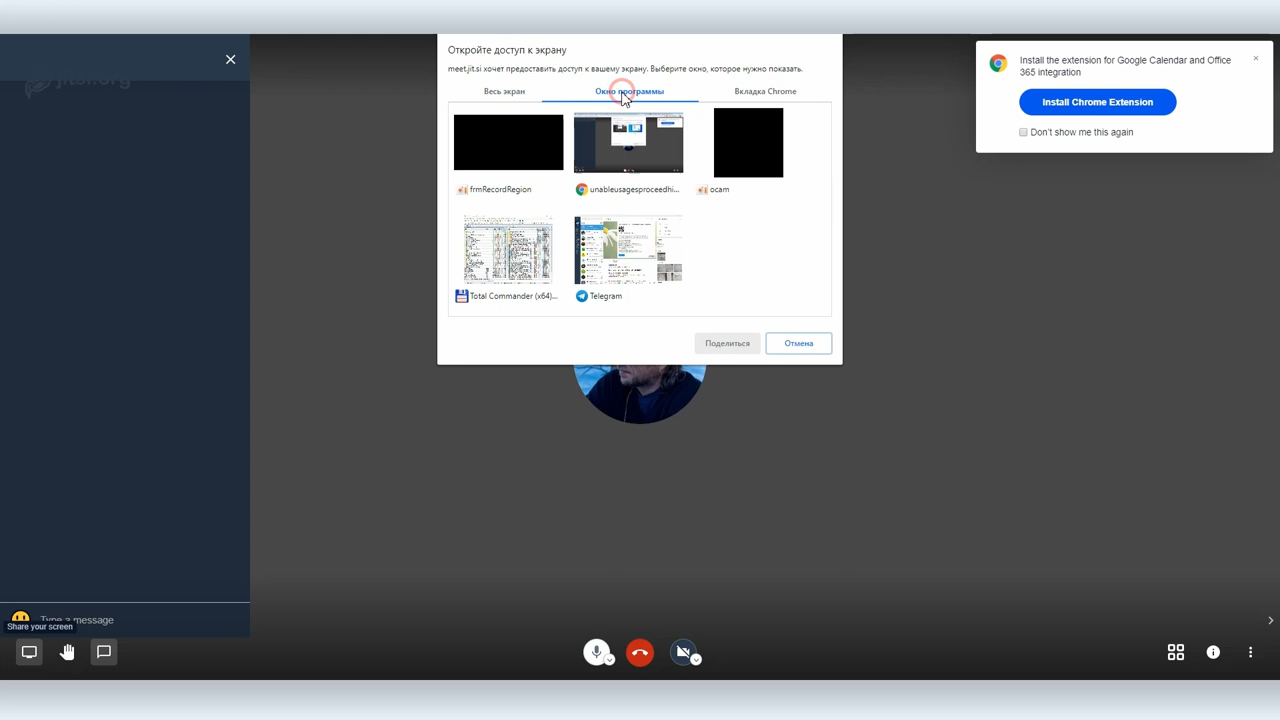 jitsi.org
Откройте доступ к экрану
meet.jit.si хочет предоставить доступ к вашему экрану. Выберите окно, которое нужно показать.
Весь экран
Окно программы
Вкладка Chrome
frmRecordRegion
unableusagesproceedhi...
ocam
Total Commander (x64)...
Telegram
Поделиться
Отмена
Install the extension for Google Calendar and Office
365 integration
Install Chrome Extension
Don't show me this again
Type a message
Share your screen